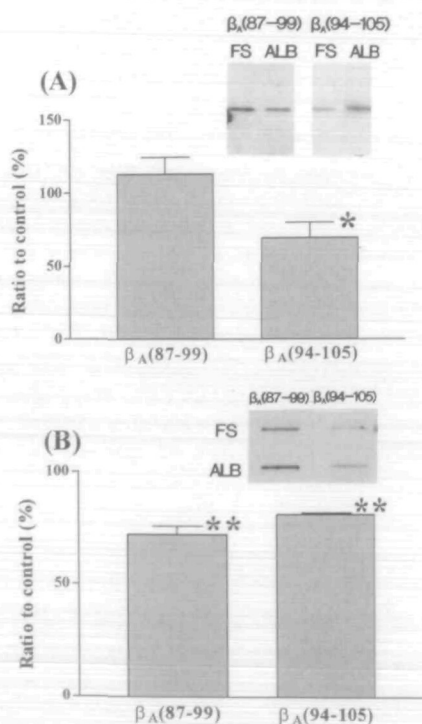 βA(87-99) βA(94-105)
FS ALB FS ALB
(A)
150
100
50
0
Ratio to control (%)
*
βA(87-99) βA(94-105)
βA(87-99) βA(94-105)
(B)
FS
ALB
100
50
0
Ratio to control (%)
** **
βA(87-99) βA(94-105)